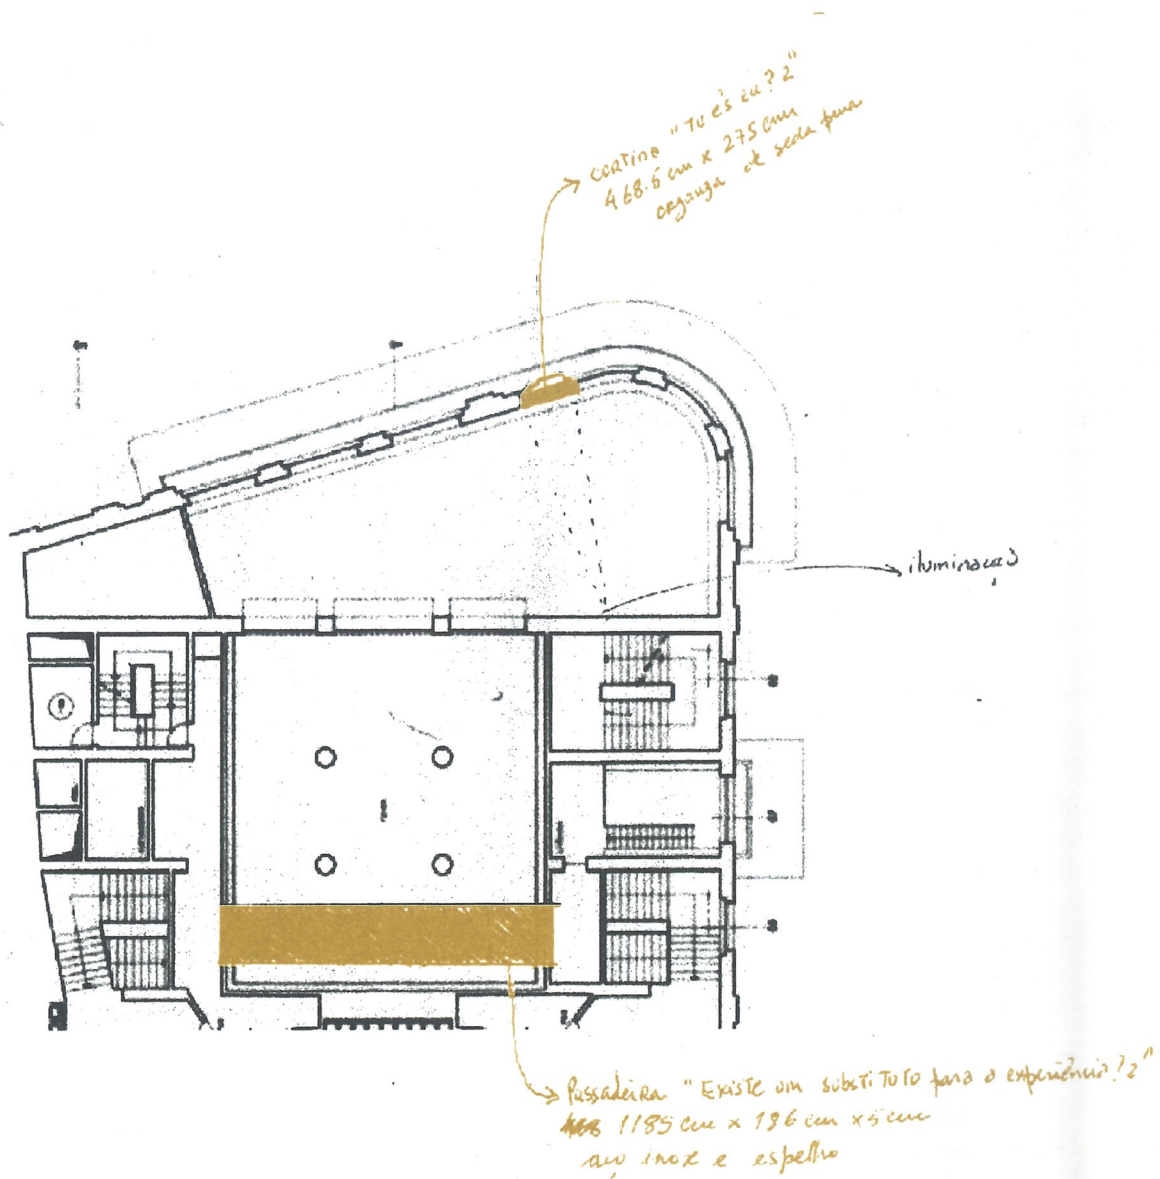 cortina "Tu és eu? 2"
468.5 cm x 275 cm
organza de seda pura
iluminação
Passadeira "Existe um substituto para a experiência? 2"
1185 cm x 196 cm x 5 cm
aço inox e espelho